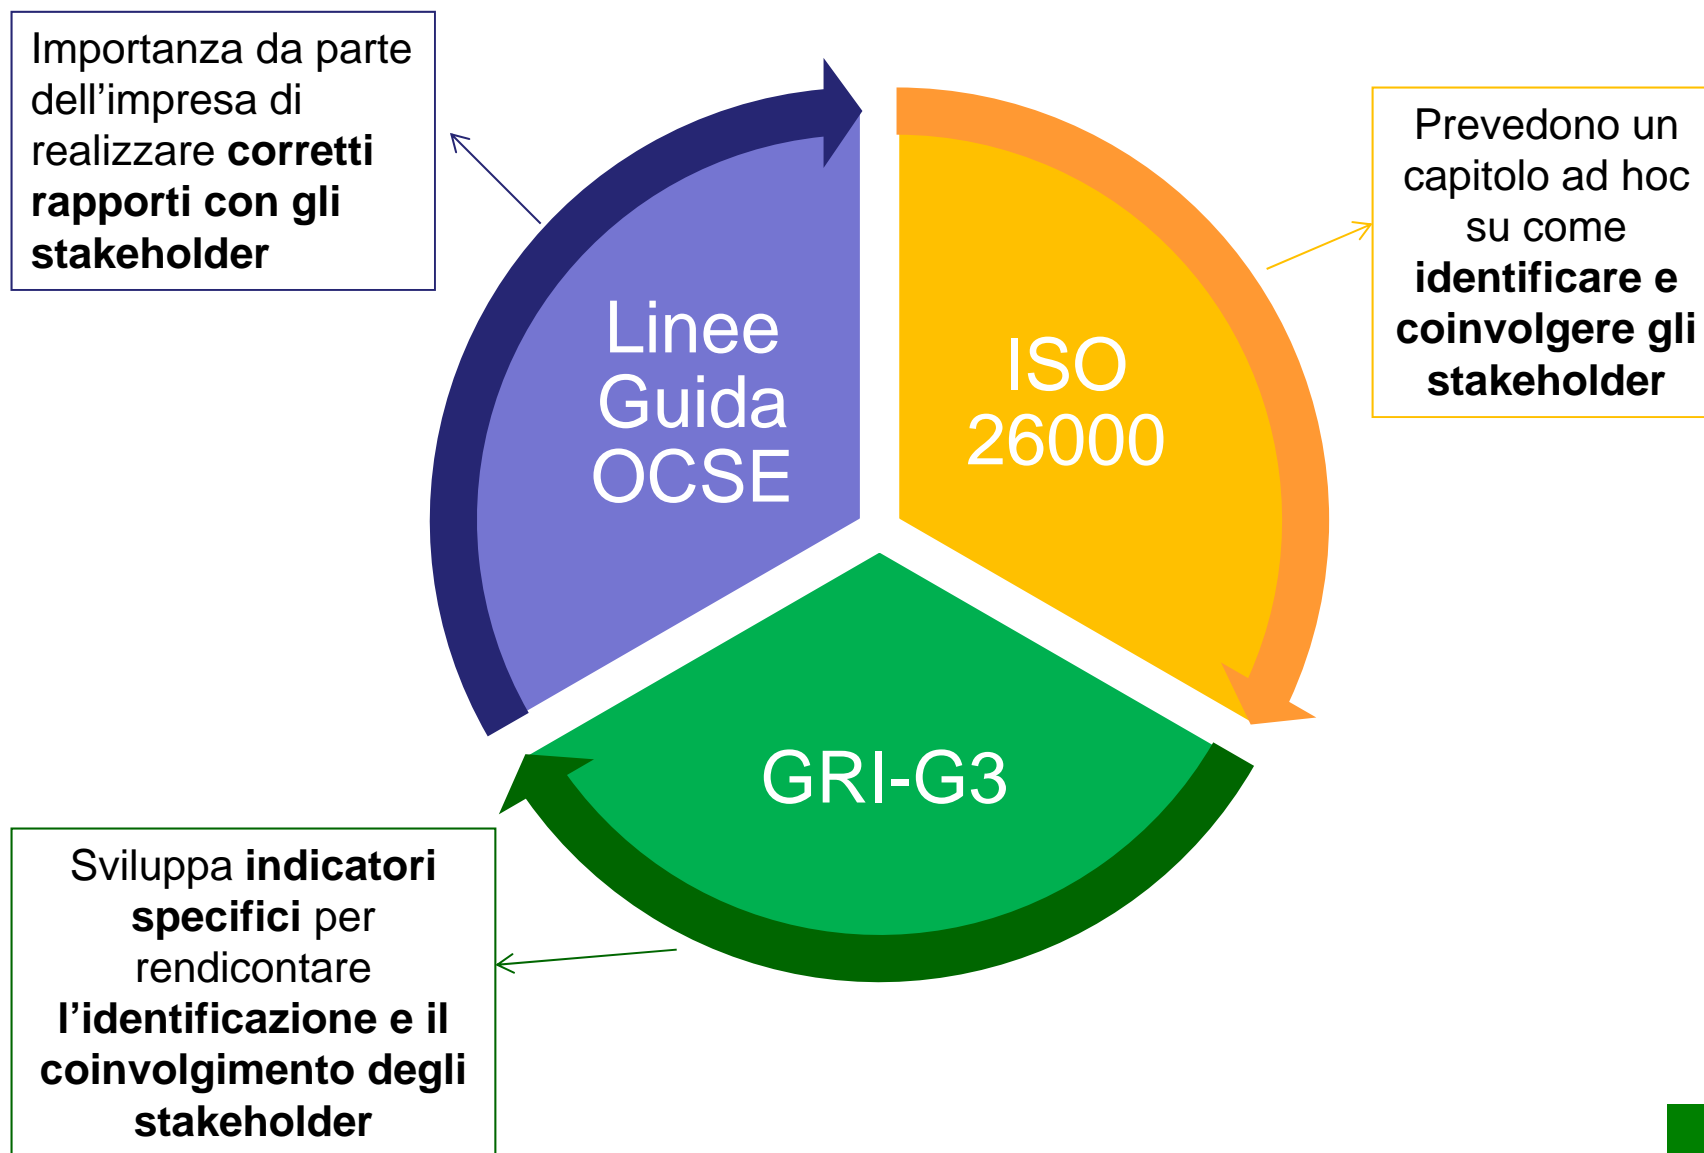 Importanza da parte
dell’impresa di
realizzare corretti
rapporti con gli
stakeholder
Linee
Guida
OCSE
ISO
26000
Prevedono un
capitolo ad hoc
su come
identificare e
coinvolgere gli
stakeholder
GRI-G3
Sviluppa indicatori
specifici per
rendicontare
l’identificazione e il
coinvolgimento degli
stakeholder